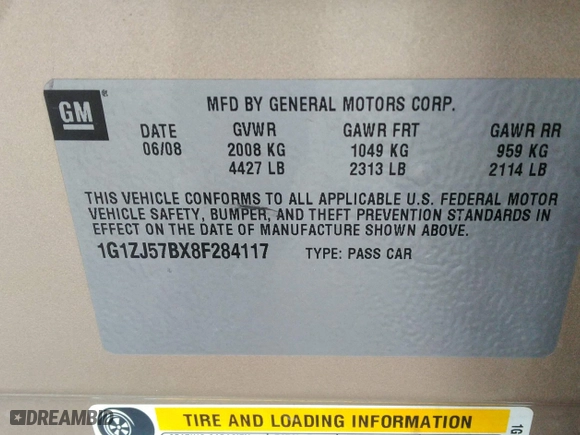 GM ®
MFD BY GENERAL MOTORS CORP.
DATE GVWR GAWR FRT GAWR RR
06/08 2008 KG 1049 KG 959 KG
4427 LB 2313 LB 2114 LB
THIS VEHICLE CONFORMS TO ALL APPLICABLE U.S. FEDERAL MOTOR
VEHICLE SAFETY, BUMPER, AND THEFT PREVENTION STANDARDS IN
EFFECT ON THE DATE OF MANUFACTURE SHOWN ABOVE.
1G1ZJ57BX8F284117 TYPE: PASS CAR
TIRE AND LOADING INFORMATION
1G
DREAMBID